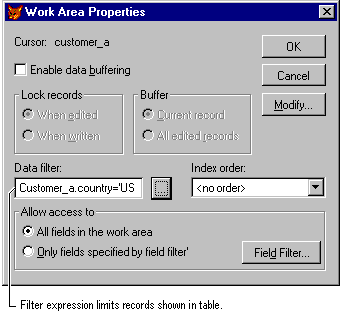 Work Area Properties
Cursor: customer_a
OK
Enable data buffering
Cancel
Lock records
Buffer
Modify...
When edited
Current record
When written
All edited records
Data filter:
Index order:
Customer_a.country='US
...
<no order>
Allow access to
All fields in the work area
Only fields specified by field filter'
Field Filter...
Filter expression limits records shown in table.